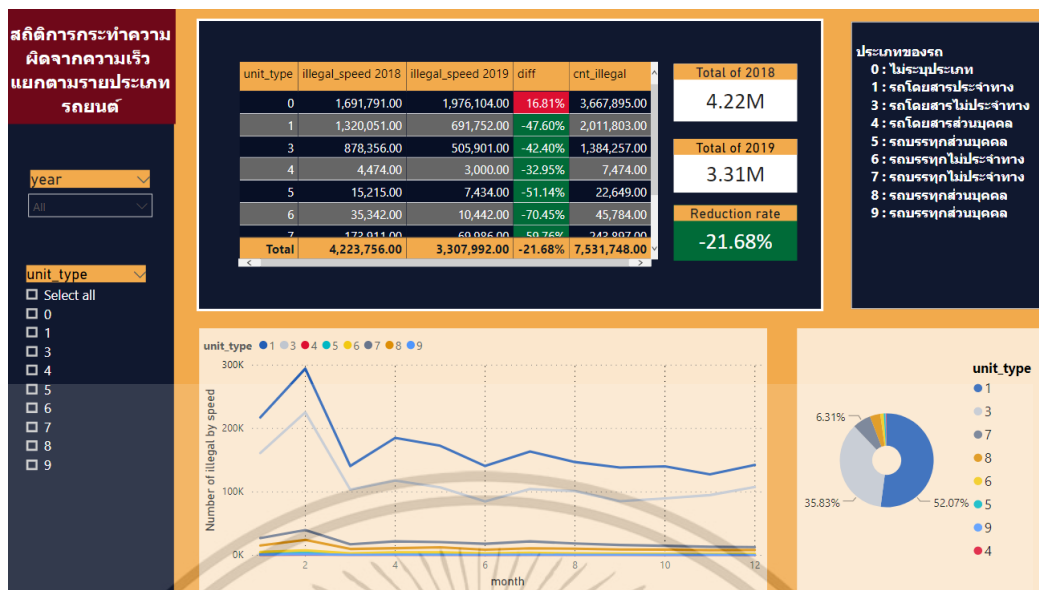 สถิติการกระทำความ
ผิดจากความเร็ว
แยกตามรายประเภท
รถยนต์
year
All
unit_type
Select all
0
1
3
4
5
6
7
8
9
unit_type illegal_speed 2018 illegal_speed 2019 diff cnt_illegal
0 1,691,791.00 1,976,104.00 16.81% 3,667,895.00
1 1,320,051.00 691,752.00 -47.60% 2,011,803.00
3 878,356.00 505,901.00 -42.40% 1,384,257.00
4 4,474.00 3,000.00 -32.95% 7,474.00
5 15,215.00 7,434.00 -51.14% 22,649.00
6 35,342.00 10,442.00 -70.45% 45,784.00
7 173,911.00 69,986.00 -59.76% 243,897.00
Total 4,223,756.00 3,307,992.00 -21.68% 7,531,748.00
Total of 2018
4.22M
Total of 2019
3.31M
Reduction rate
-21.68%
ประเภทของรถ
0 : ไม่ระบุประเภท
1 : รถโดยสารประจำทาง
3 : รถโดยสารไม่ประจำทาง
4 : รถโดยสารส่วนบุคคล
5 : รถบรรทุกส่วนบุคคล
6 : รถบรรทุกไม่ประจำทาง
7 : รถบรรทุกไม่ประจำทาง
8 : รถบรรทุกส่วนบุคคล
9 : รถบรรทุกส่วนบุคคล
unit_type 1 3 4 5 6 7 8 9
300K
200K
100K
0K
Number of illegal by speed
2 4 6 8 10 12
month
unit_type
1
3
7
8
6
5
9
4
6.31%
35.83%
52.07%